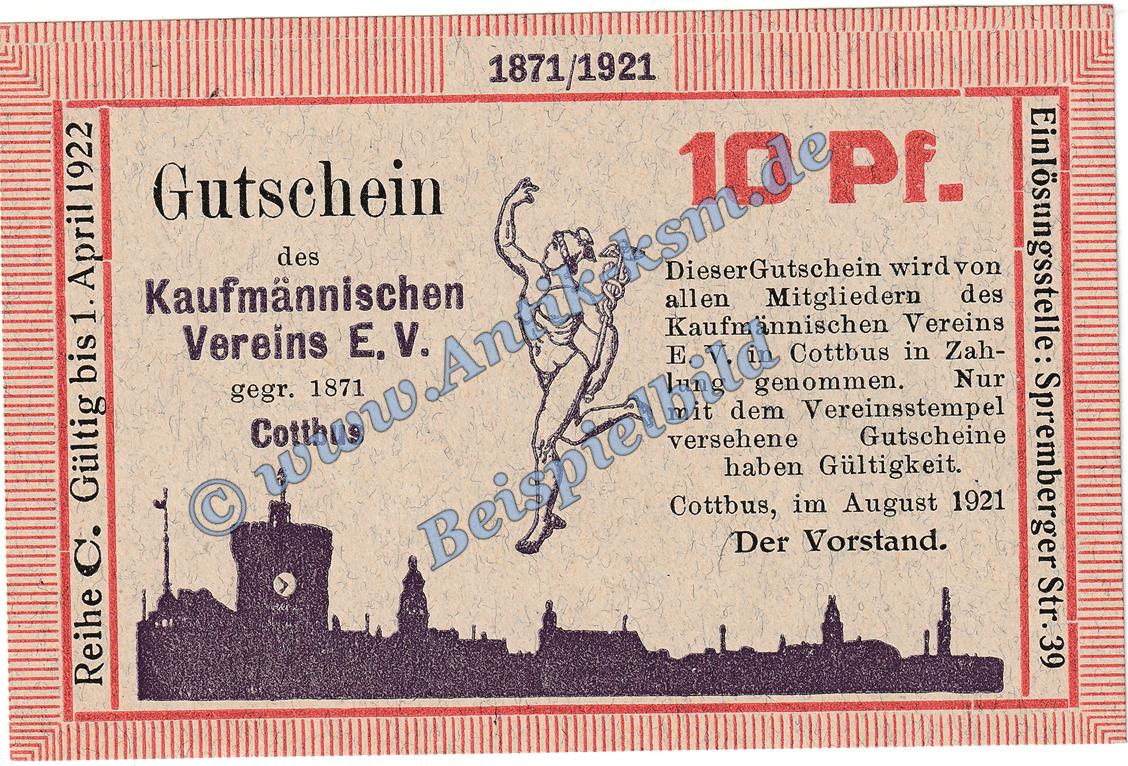 1871/1921
Gutschein
des
Kaufmännischen
Vereins E. V.
gegr. 1871
Cottbus
10 Pf.
Dieser Gutschein wird von
allen Mitgliedern des
Kaufmännischen Vereins
E. V. in Cottbus in Zah-
lung genommen. Nur
mit dem Vereinsstempel
versehene Gutscheine
haben Gültigkeit.
Cottbus, im August 1921
Der Vorstand.
Reihe C. Gültig bis 1. April 1922
Einlösungsstelle: Spremberger Str. 39
© www.Antik-ksm.de
Beispielbild